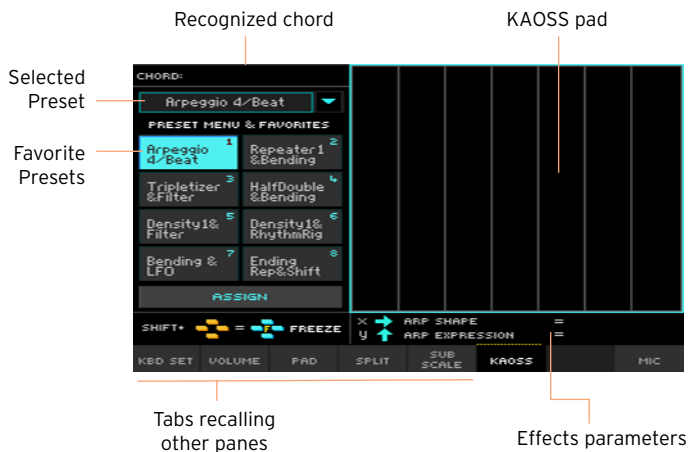 Recognized chord
KAOSS pad
Selected
Preset
Favorite
Presets
CHORD:
Arpeggio 4/Beat
PRESET MENU & FAVORITES
Arpeggio
4/Beat
1
Repeater1
&Bending
2
Tripletizer
&Filter
3
HalfDouble
&Bending
4
Density1&
Filter
5
Density1&
RhythmRig
6
Bending &
LFO
7
Ending
Rep&Shift
8
ASSIGN
SHIFT+ = F FREEZE
x ARP SHAPE =
y ARP EXPRESSION =
KBD SET
VOLUME
PAD
SPLIT
SUB
SCALE
KAOSS
MIC
Tabs recalling
other panes
Effects parameters